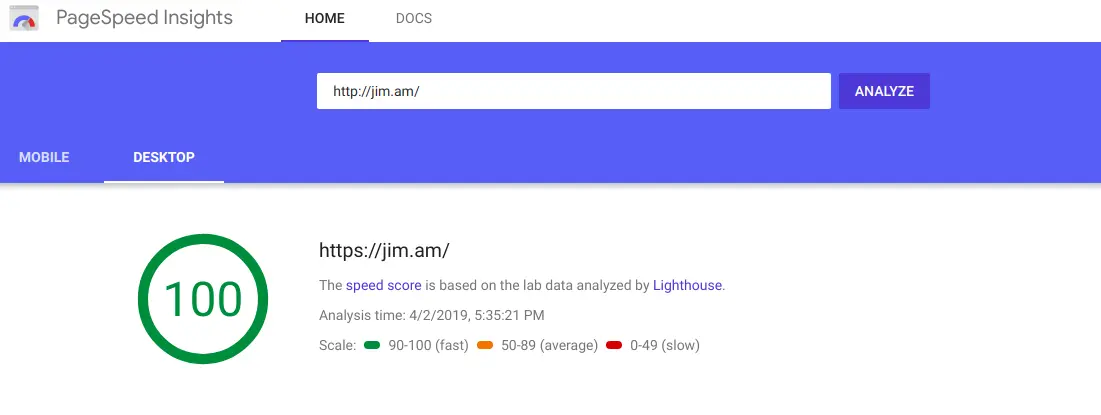 PageSpeed Insights HOME DOCS
http://jim.am/ ANALYZE
MOBILE DESKTOP
100
https://jim.am/
The speed score is based on the lab data analyzed by Lighthouse.
Analysis time: 4/2/2019, 5:35:21 PM
Scale: 90-100 (fast) 50-89 (average) 0-49 (slow)